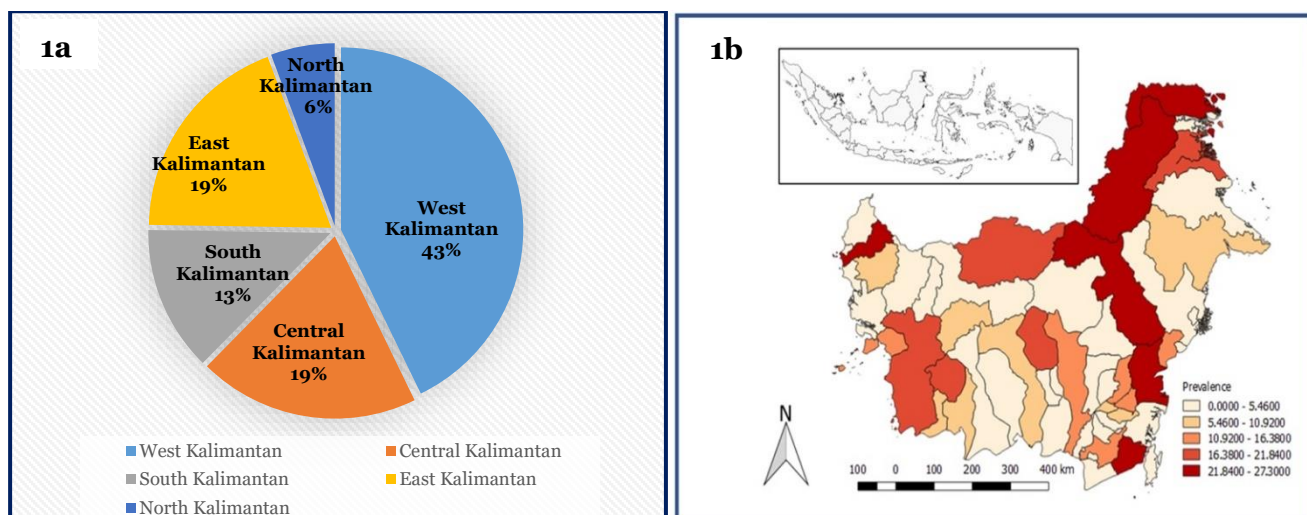 1a
North
Kalimantan
6%
East
Kalimantan
19%
West
Kalimantan
43%
South
Kalimantan
13%
Central
Kalimantan
19%
West Kalimantan
Central Kalimantan
South Kalimantan
East Kalimantan
North Kalimantan
1b
N
100 0 100 200 300 400 km
Prevalence
0.0000 - 5.4600
5.4600 - 10.9200
10.9200 - 16.3800
16.3800 - 21.8400
21.8400 - 27.3000